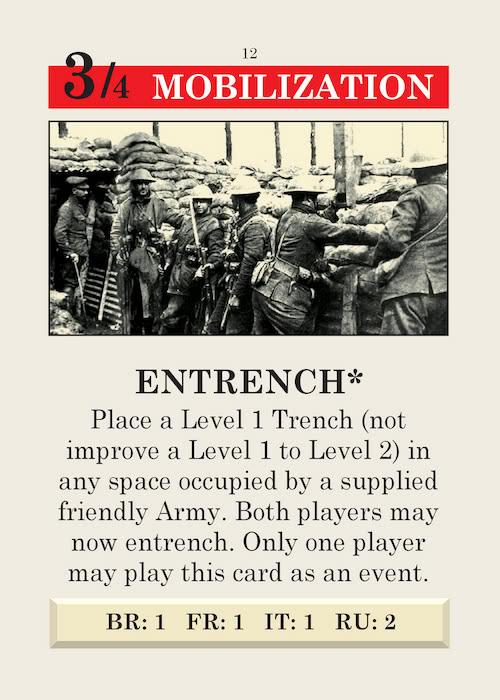 12
3/4 MOBILIZATION
ENTRENCH*
Place a Level 1 Trench (not
improve a Level 1 to Level 2) in
any space occupied by a supplied
friendly Army. Both players may
now entrench. Only one player
may play this card as an event.
BR: 1 FR: 1 IT: 1 RU: 2